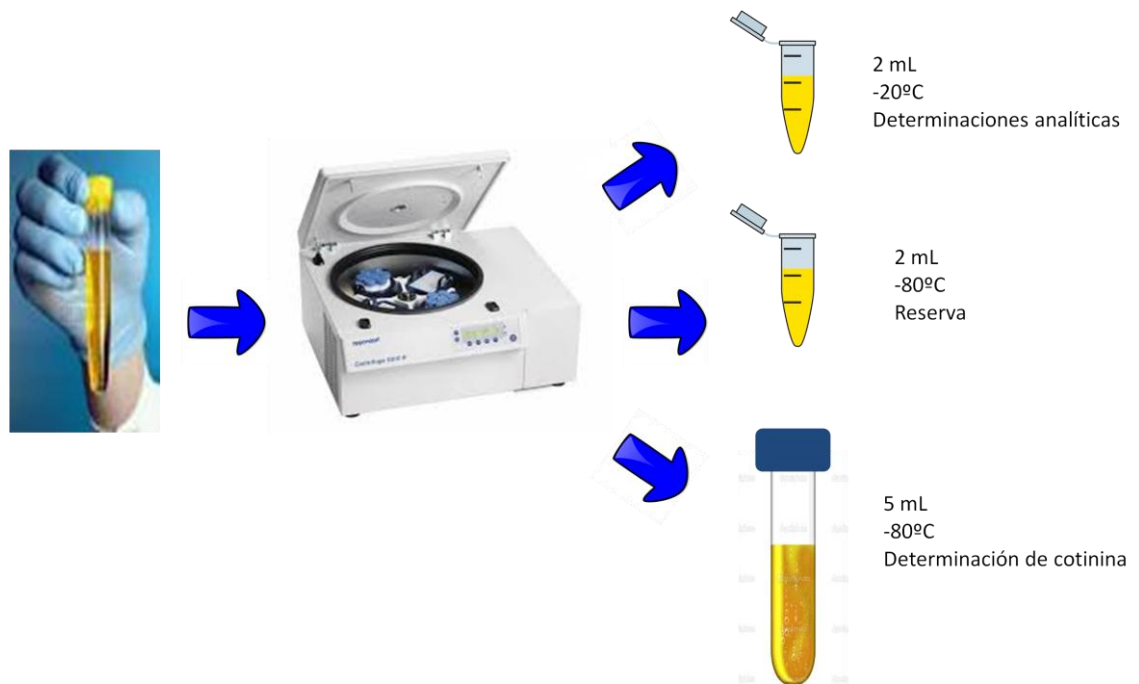 2 mL
-20ºC
Determinaciones analíticas
2 mL
-80ºC
Reserva
5 mL
-80ºC
Determinación de cotinina